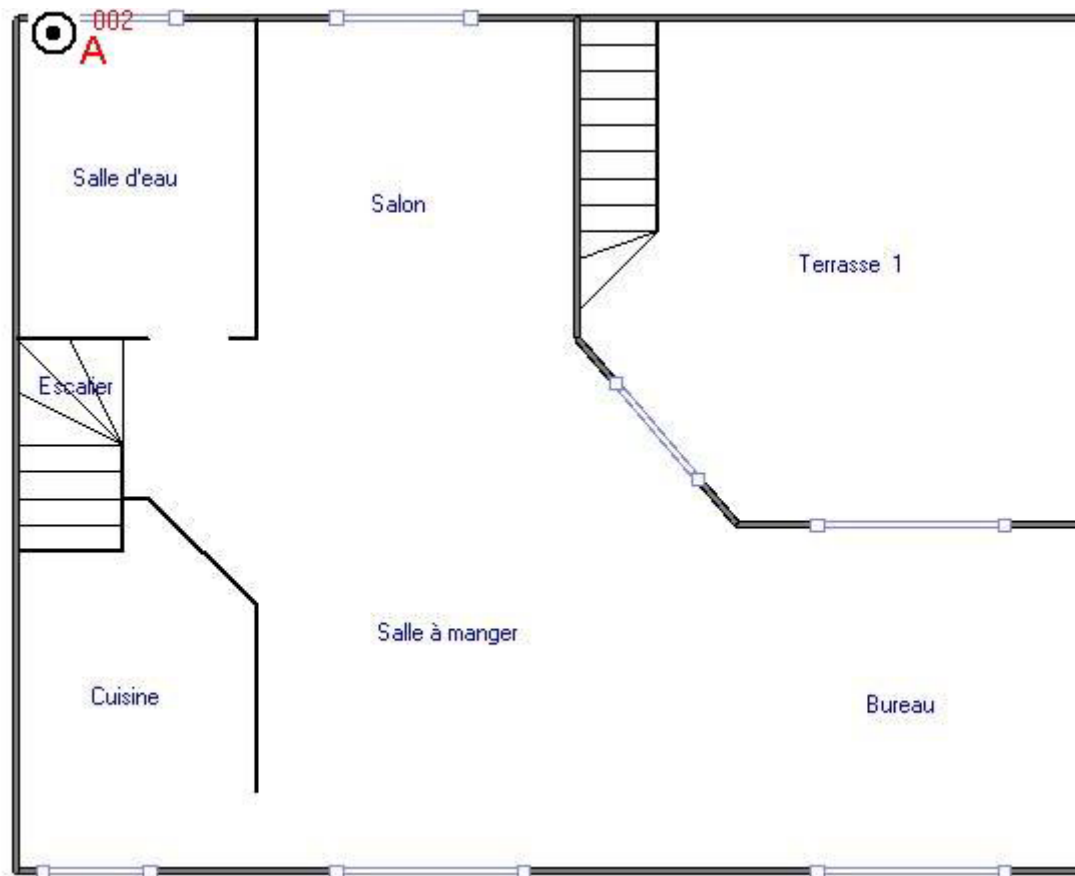 002
A
Salle d'eau
Salon
Terrasse 1
Escalier
Salle à manger
Cuisine
Bureau